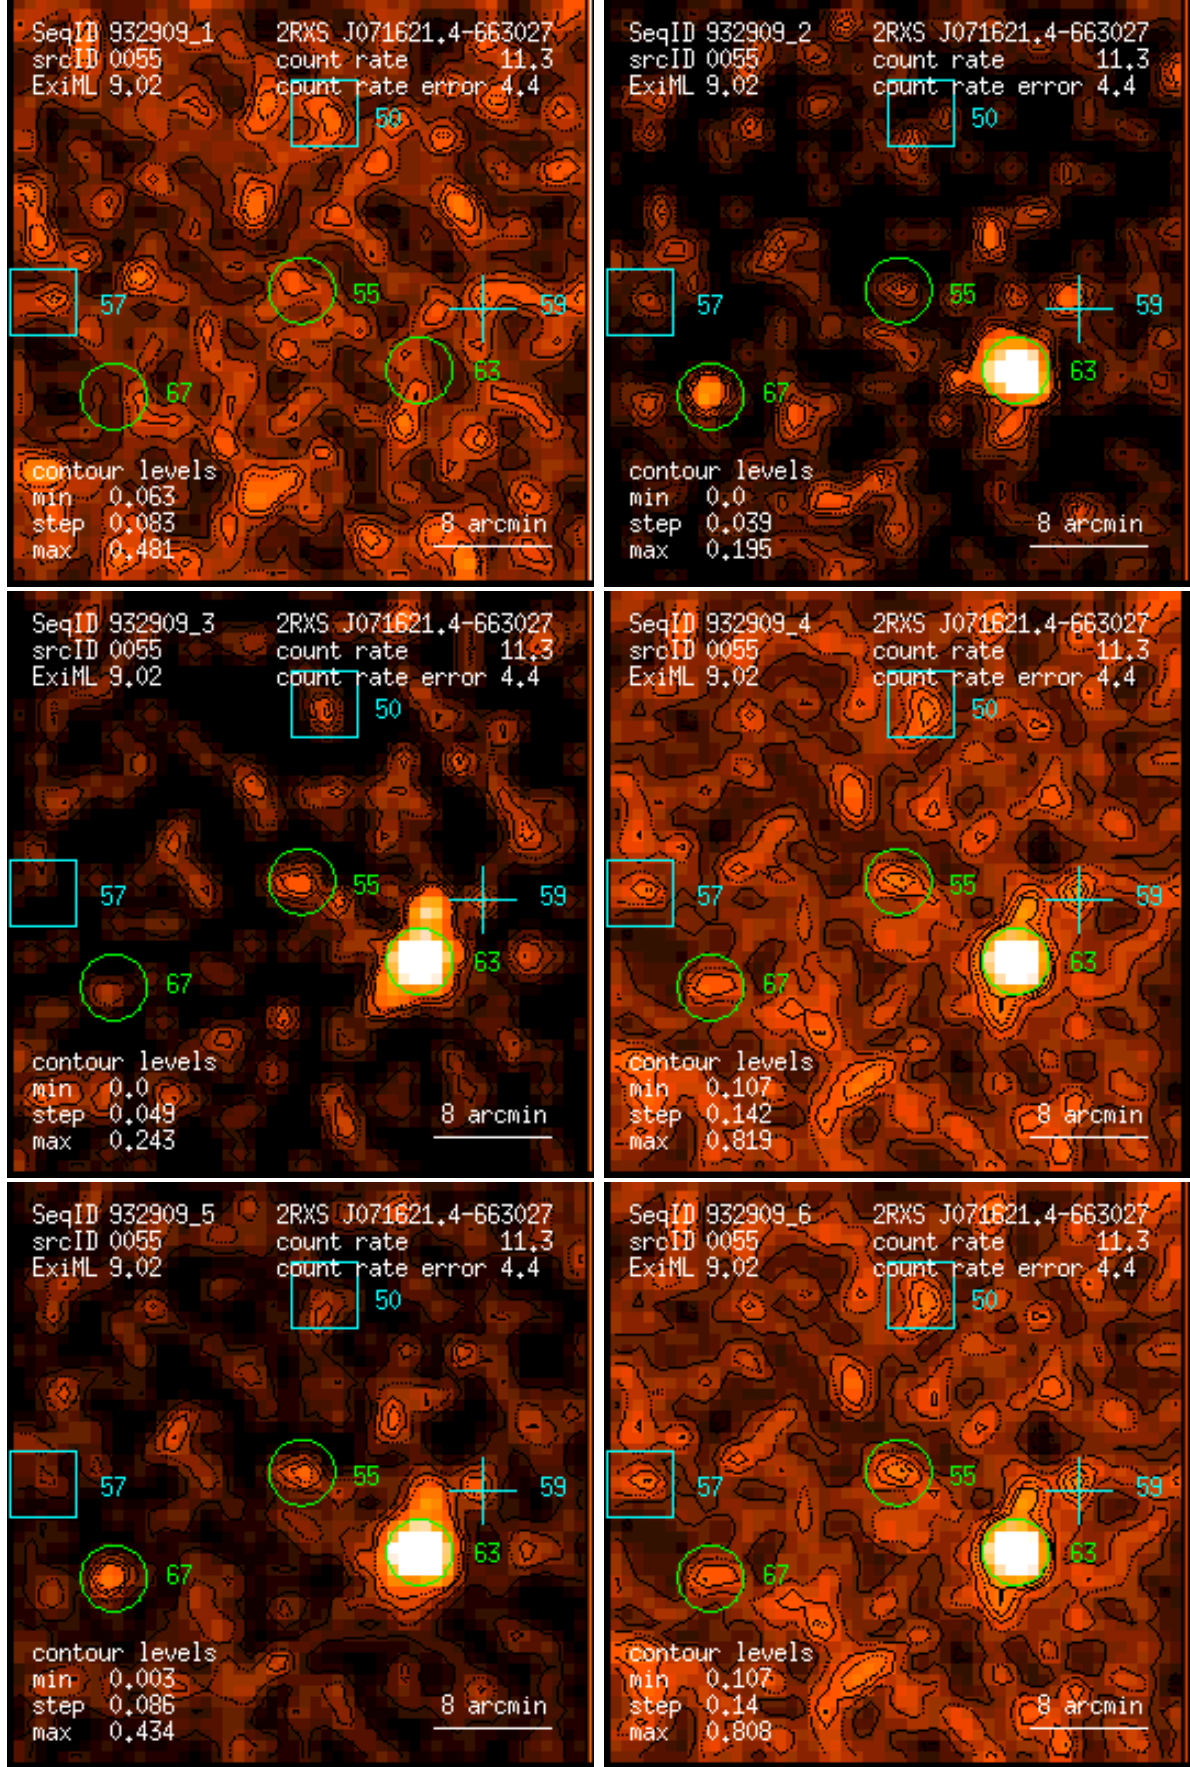 SeqID 932909_1 2RXS J071621.4-663027
srcID 0055 count rate 11.3
ExiML 9.02 count rate error 4.4
50
55
57
59
63
67
contour levels
min 0.063
step 0.083 8 arcmin
max 0.481
SeqID 932909_2 2RXS J071621.4-663027
srcID 0055 count rate 11.3
ExiML 9.02 count rate error 4.4
50
55
57
59
63
67
contour levels
min 0.0
step 0.039 8 arcmin
max 0.195
SeqID 932909_3 2RXS J071621.4-663027
srcID 0055 count rate 11.3
ExiML 9.02 count rate error 4.4
50
55
57
59
63
67
contour levels
min 0.0
step 0.049
max 0.243 8 arcmin
SeqID 932909_4 2RXS J071621.4-663027
srcID 0055 count rate 11.3
ExiML 9.02 count rate error 4.4
50
55
57
59
63
67
contour levels
min 0.107
step 0.142 8 arcmin
max 0.819
SeqID 932909_5 2RXS J071621.4-663027
srcID 0055 count rate 11.3
ExiML 9.02 count rate error 4.4
50
55
57
59
63
67
contour levels
min 0.003
step 0.086 8 arcmin
max 0.434
SeqID 932909_6 2RXS J071621.4-663027
srcID 0055 count rate 11.3
ExiML 9.02 count rate error 4.4
50
55
57
59
63
67
contour levels
min 0.107
step 0.14 8 arcmin
max 0.808